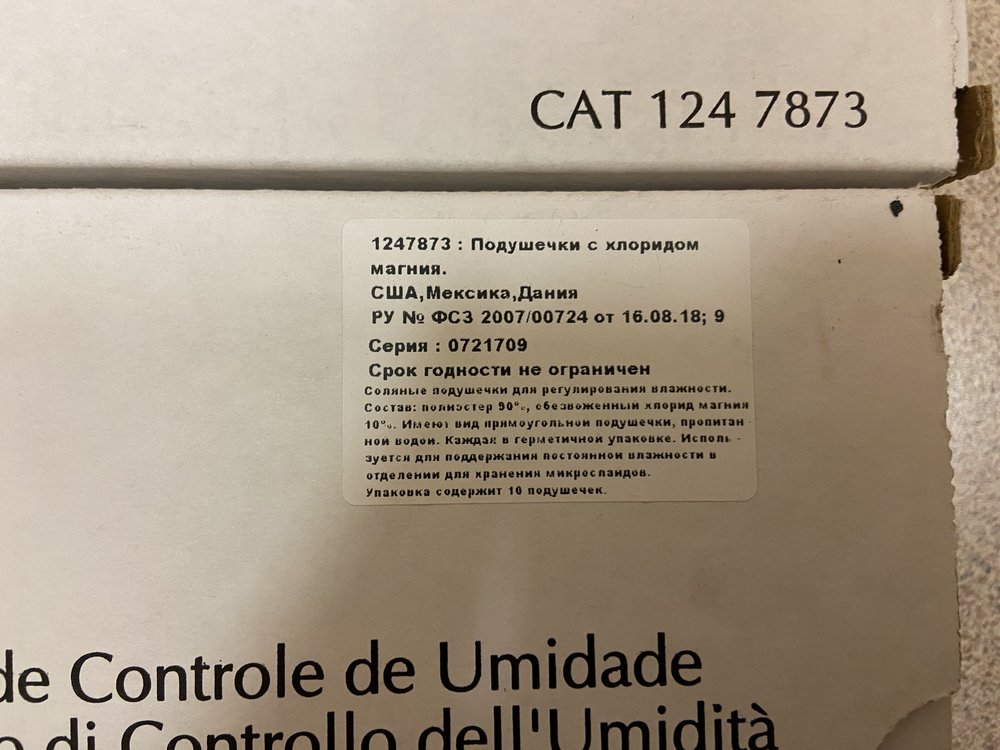 CAT 124 7873
1247873 : Подушечки с хлоридом
магния.
США,Мексика,Дания
РУ № ФСЗ 2007/00724 от 16.08.18; 9
Серия : 0721709
Срок годности не ограничен
Соляные подушечки для регулирования влажности.
Состав: полиэстер 90%, обезвоженный хлорид магния
10%. Имеют вид прямоугольной подушечки, пропитан
ной водой. Каждая в герметичной упаковке. Исполь -
зуется для поддержания постоянной влажности в
отделении для хранения микрослайдов.
Упаковка содержит 10 подушечек.
de Controle de Umidade
di Controllo dell'Umidità